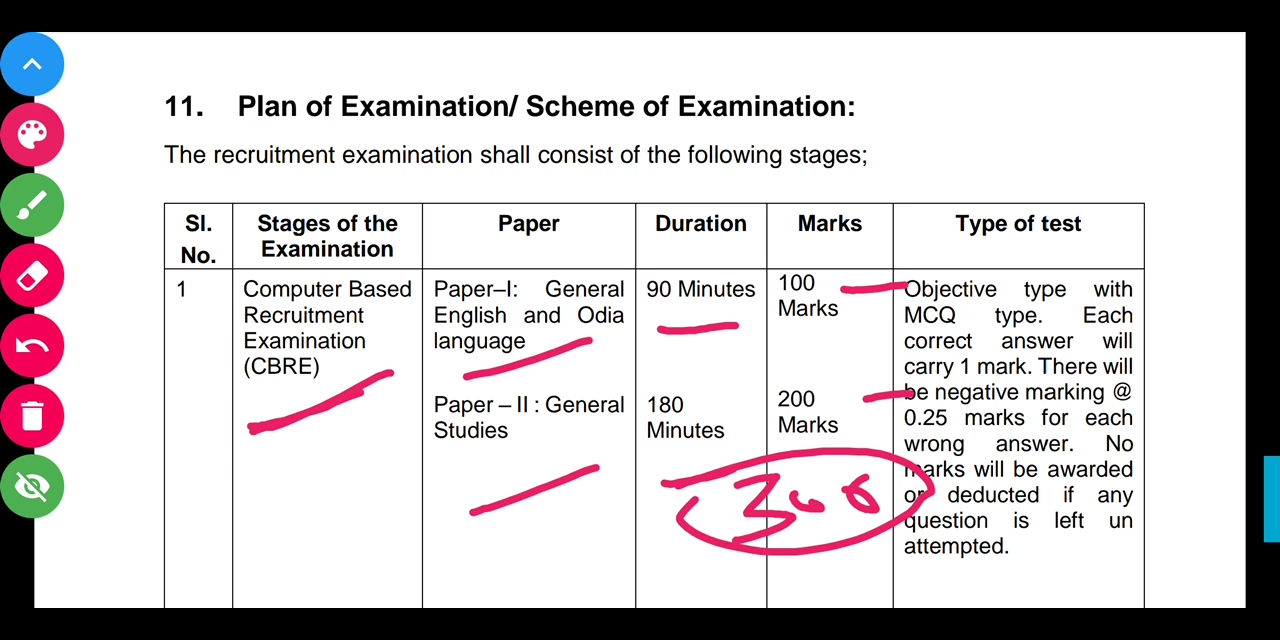 11. Plan of Examination/ Scheme of Examination:
The recruitment examination shall consist of the following stages;
Sl. No.
Stages of the Examination
Paper
Duration
Marks
Type of test
1
Computer Based
Recruitment
Examination
(CBRE)
Paper–I: General
English and Odia
language
90 Minutes
100
Marks
Paper – II : General
Studies
180
Minutes
200
Marks
Objective type with
MCQ type. Each
correct answer will
carry 1 mark. There will
be negative marking @
0.25 marks for each
wrong answer. No
marks will be awarded
or deducted if any
question is left un
attempted.
300